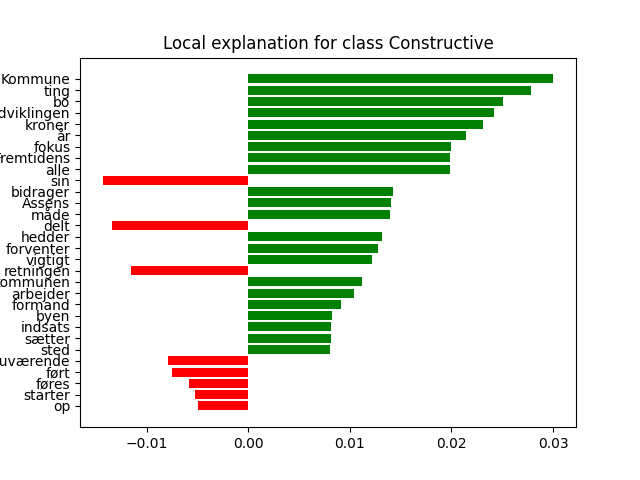 Local explanation for class Constructive
Kommune
ting
bo
dviklingen
kroner
år
fokus
fremtidens
alle
sin
bidrager
Assens
måde
delt
hedder
forventer
vigtigt
retningen
kommunen
arbejder
formand
byen
indsats
sætter
sted
uværende
ført
føres
starter
op
−0.01 0.00 0.01 0.02 0.03